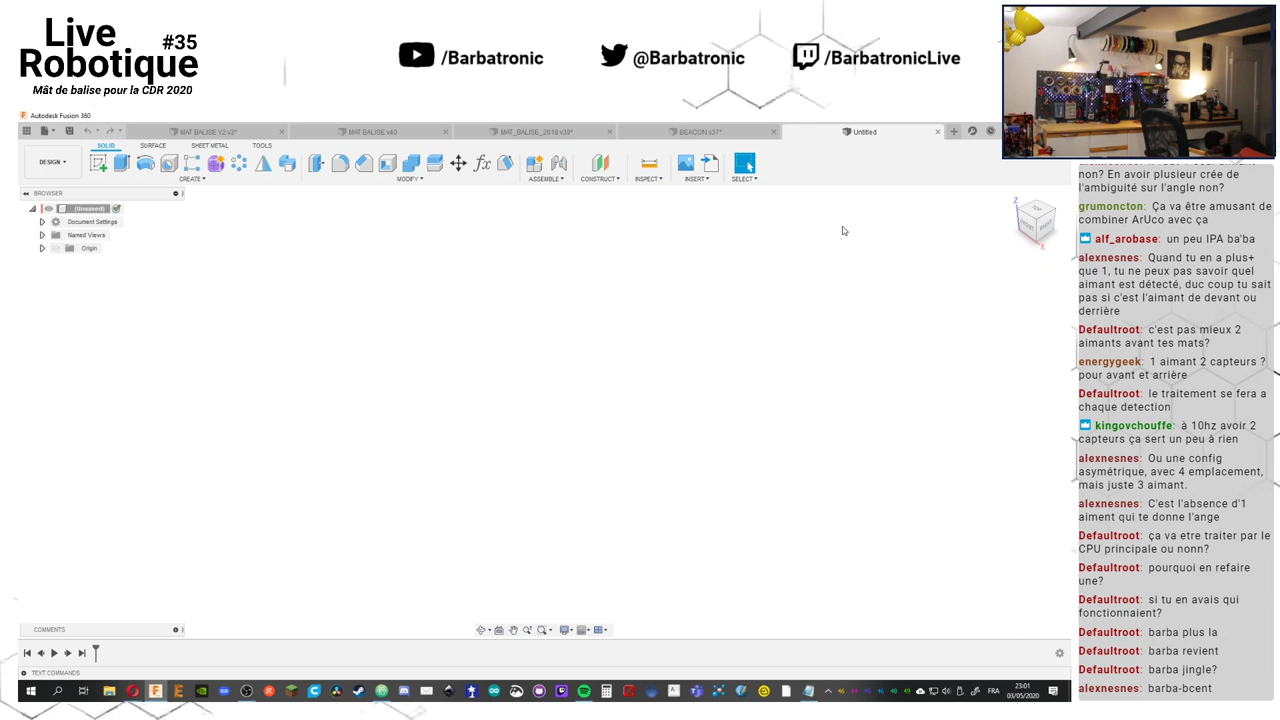 Live
Robotique #35
Mât de balise pour la CDR 2020
/Barbatronic
@Barbatronic
/BarbatronicLive
Autodesk Fusion 360
MAT BALISE V2 v3*
MAT BALISE v40
MAT_BALISE_2018 v39*
BEACON v37*
Untitled
SOLID
SURFACE
SHEET METAL
TOOLS
DESIGN
CREATE
MODIFY
ASSEMBLE
CONSTRUCT
INSPECT
INSERT
SELECT
BROWSER
(Unsaved)
Document Settings
Named Views
Origin
TOP
FRONT
RIGHT
Z
X
non? En avoir plusieur crée de
l'ambiguité sur l'angle non?
grumoncton: Ça va être amusant de
combiner ArUco avec ça
alf_arobase: un peu IPA ba'ba
alexnesnes: Quand tu en a plus+
que 1, tu ne peux pas savoir quel
aimant est détecté, duc coup tu sait
pas si c'est l'aimant de devant ou
derrière
Defaultroot: c'est pas mieux 2
aimants avant tes mats?
energygeek: 1 aimant 2 capteurs ?
pour avant et arrière
Defaultroot: le traitement se fera a
chaque detection
kingovchouffe: à 10hz avoir 2
capteurs ça sert un peu à rien
alexnesnes: Ou une config
asymétrique, avec 4 emplacement,
mais juste 3 aimant.
alexnesnes: C'est l'absence d'1
aiment qui te donne l'ange
Defaultroot: ça va etre traiter par le
CPU principale ou nonn?
Defaultroot: pourquoi en refaire
une?
Defaultroot: si tu en avais qui
fonctionnaient?
Defaultroot: barba plus la
Defaultroot: barba revient
Defaultroot: barba jingle?
alexnesnes: barba-bcent
COMMENTS
TEXT COMMANDS
FRA
23:01
03/05/2020